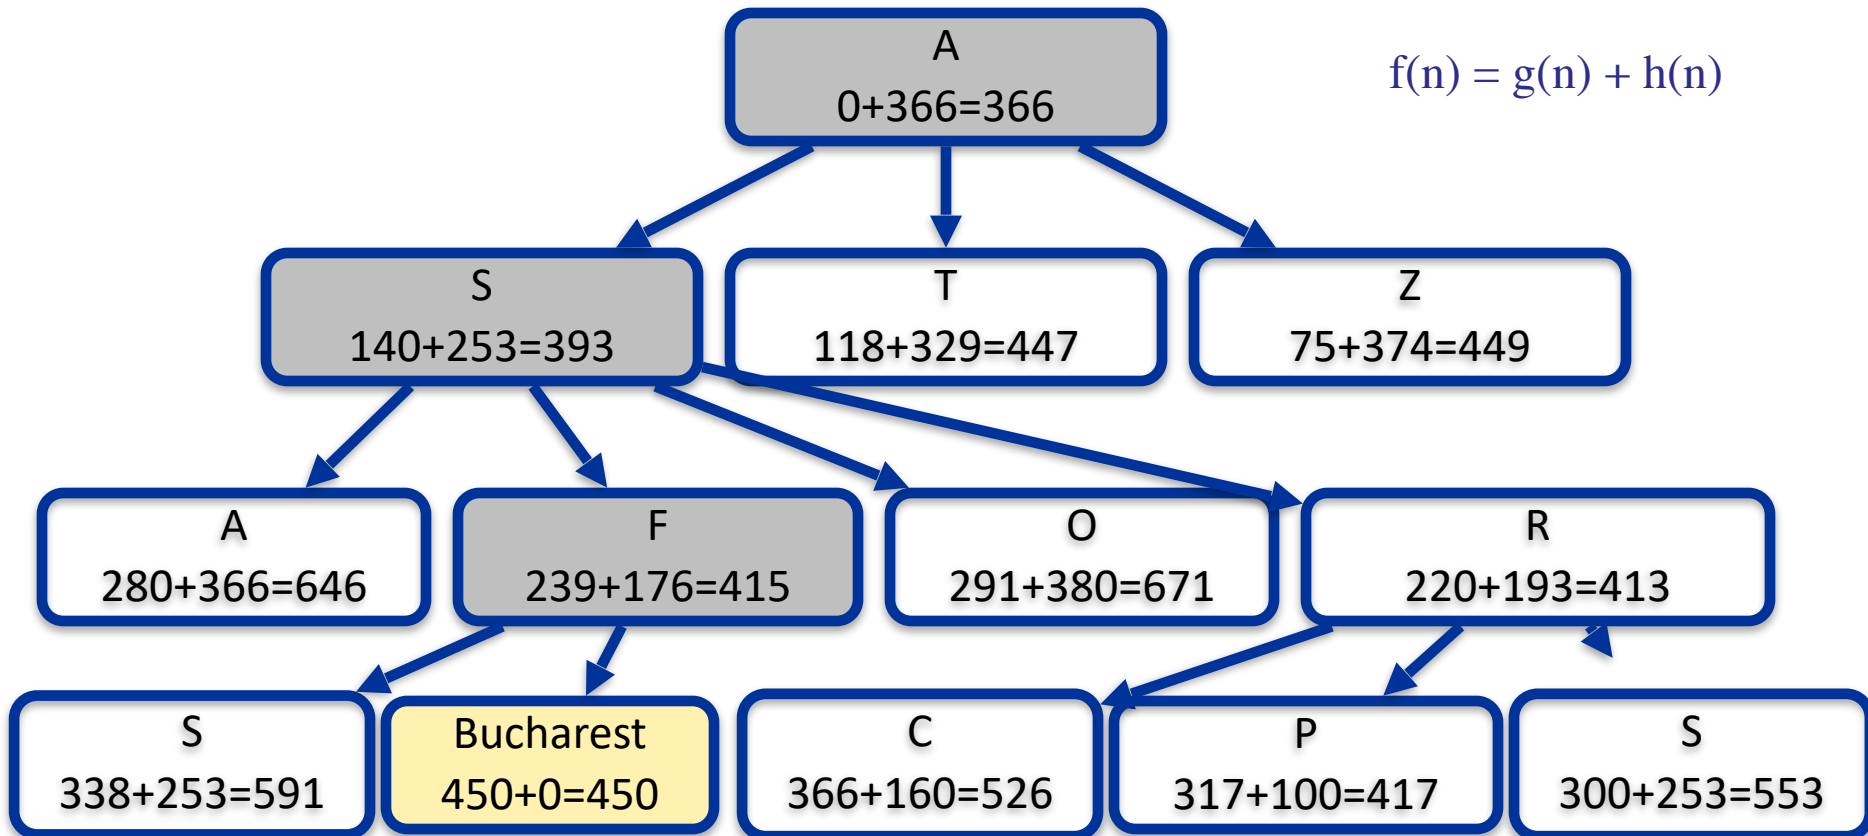 A
0+366=366
f(n) = g(n) + h(n)
S
140+253=393
T
118+329=447
Z
75+374=449
A
280+366=646
F
239+176=415
O
291+380=671
R
220+193=413
S
338+253=591
Bucharest
450+0=450
C
366+160=526
P
317+100=417
S
300+253=553